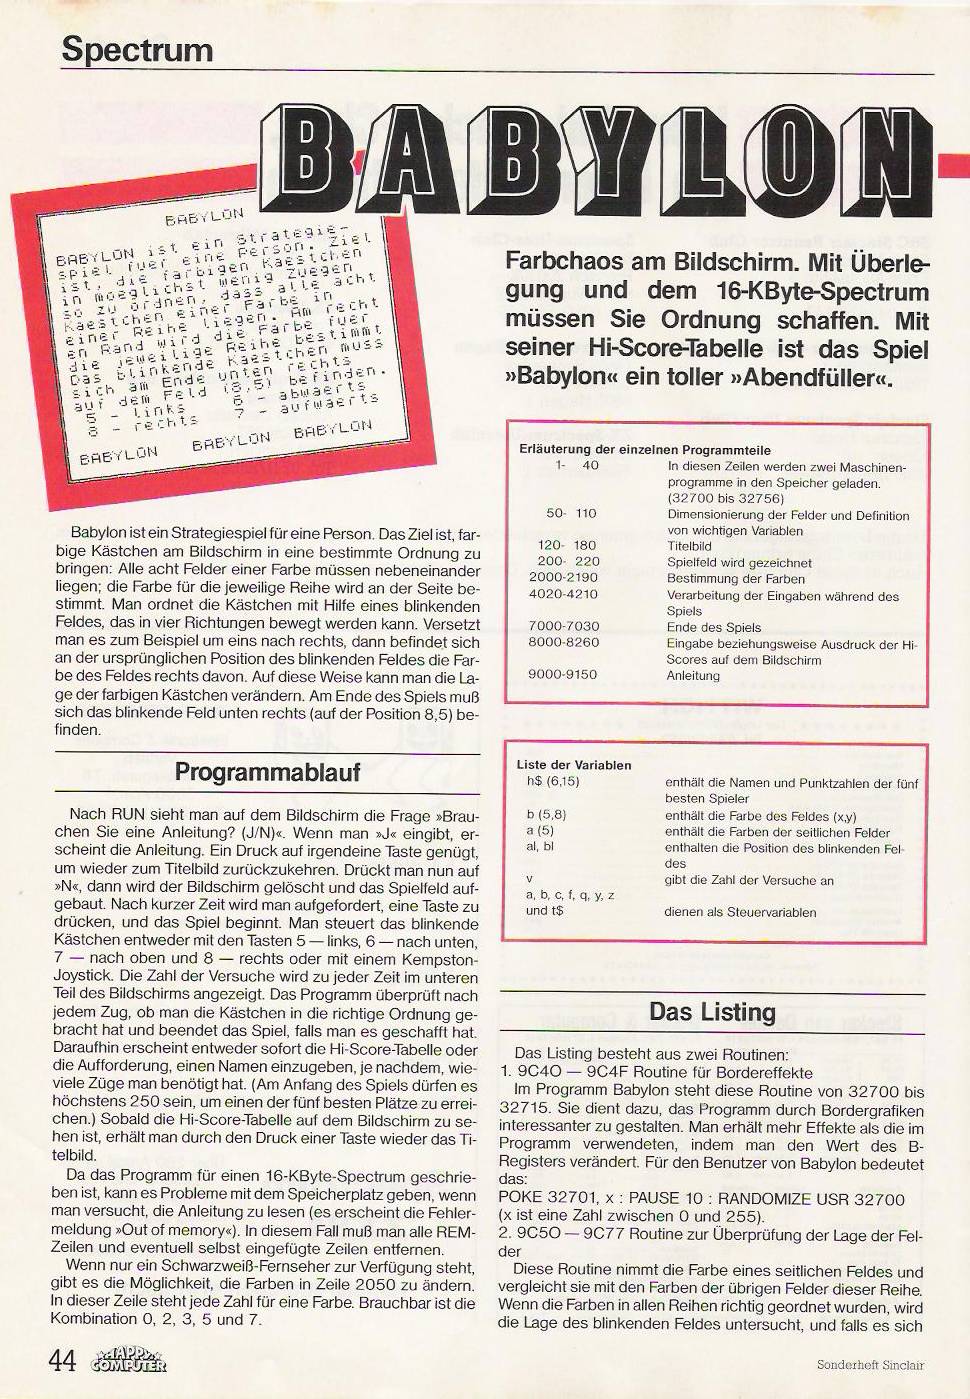 Spectrum
BABYLON
BABYLON
BABYLON ist ein Strategie-
spiel fuer eine Person. Ziel
ist, die farbigen Kaestchen
in moeglichst wenig Zuegen
so zu ordnen, dass alle acht
Kaestchen einer Farbe in
einer Reihe liegen. Am recht
en Rand wird die Farbe fuer
die jeweilige Reihe bestimmt
Das blinkende Kaestchen muss
sich am Ende unten rechts
auf dem Feld (8,5) befinden.
5 - links 6 - abwaerts
8 - rechts 7 - aufwaerts
BABYLON BABYLON BABYLON
Farbchaos am Bildschirm. Mit Überle-
gung und dem 16-KByte-Spectrum
müssen Sie Ordnung schaffen. Mit
seiner Hi-Score-Tabelle ist das Spiel
»Babylon« ein toller »Abendfüller«.
Babylon ist ein Strategiespiel für eine Person. Das Ziel ist, far-
bige Kästchen am Bildschirm in eine bestimmte Ordnung zu
bringen: Alle acht Felder einer Farbe müssen nebeneinander
liegen; die Farbe für die jeweilige Reihe wird an der Seite be-
stimmt. Man ordnet die Kästchen mit Hilfe eines blinkenden
Feldes, das in vier Richtungen bewegt werden kann. Versetzt
man es zum Beispiel um eins nach rechts, dann befindet sich
an der ursprünglichen Position des blinkenden Feldes die Far-
be des Feldes rechts davon. Auf diese Weise kann man die La-
ge der farbigen Kästchen verändern. Am Ende des Spiels muß
sich das blinkende Feld unten rechts (auf der Position 8,5) be-
finden.
Programmablauf
Nach RUN sieht man auf dem Bildschirm die Frage »Brau-
chen Sie eine Anleitung? (J/N)«. Wenn man »J« eingibt, er-
scheint die Anleitung. Ein Druck auf irgendeine Taste genügt,
um wieder zum Titelbild zurückzukehren. Drückt man nun auf
»N«, dann wird der Bildschirm gelöscht und das Spielfeld auf-
gebaut. Nach kurzer Zeit wird man aufgefordert, eine Taste zu
drücken, und das Spiel beginnt. Man steuert das blinkende
Kästchen entweder mit den Tasten 5 — links, 6 — nach unten,
7 — nach oben und 8 — rechts oder mit einem Kempston-
Joystick. Die Zahl der Versuche wird zu jeder Zeit im unteren
Teil des Bildschirms angezeigt. Das Programm überprüft nach
jedem Zug, ob man die Kästchen in die richtige Ordnung ge-
bracht hat und beendet das Spiel, falls man es geschafft hat.
Daraufhin erscheint entweder sofort die Hi-Score-Tabelle oder
die Aufforderung, einen Namen einzugeben, je nachdem, wie-
viele Züge man benötigt hat. (Am Anfang des Spiels dürfen es
höchstens 250 sein, um einen der fünf besten Plätze zu errei-
chen.) Sobald die Hi-Score-Tabelle auf dem Bildschirm zu se-
hen ist, erhält man durch den Druck einer Taste wieder das Ti-
telbild.
Da das Programm für einen 16-KByte-Spectrum geschrie-
ben ist, kann es Probleme mit dem Speicherplatz geben, wenn
man versucht, die Anleitung zu lesen (es erscheint die Fehler-
meldung »Out of memory«). In diesem Fall muß man alle REM-
Zeilen und eventuell selbst eingefügte Zeilen entfernen.
Wenn nur ein Schwarzweiß-Fernseher zur Verfügung steht,
gibt es die Möglichkeit, die Farben in Zeile 2050 zu ändern.
In dieser Zeile steht jede Zahl für eine Farbe. Brauchbar ist die
Kombination 0, 2, 3, 5 und 7.
Erläuterung der einzelnen Programmteile
1- 40 In diesen Zeilen werden zwei Maschinen-
programme in den Speicher geladen.
(32700 bis 32756)
50- 110 Dimensionierung der Felder und Definition
von wichtigen Variablen
120- 180 Titelbild
200- 220 Spielfeld wird gezeichnet
2000-2190 Bestimmung der Farben
4020-4210 Verarbeitung der Eingaben während des
Spiels
7000-7030 Ende des Spiels
8000-8260 Eingabe beziehungsweise Ausdruck der Hi-
Scores auf dem Bildschirm
9000-9150 Anleitung
Liste der Variablen
h$ (6,15) enthält die Namen und Punktzahlen der fünf
besten Spieler
b (5,8) enthält die Farbe des Feldes (x,y)
a (5) enthält die Farben der seitlichen Felder
al, bl enthalten die Position des blinkenden Fel-
des
v gibt die Zahl der Versuche an
a, b, c, f, q, y, z
und t$ dienen als Steuervariablen
Das Listing
Das Listing besteht aus zwei Routinen:
1. 9C4O — 9C4F Routine für Bordereffekte
Im Programm Babylon steht diese Routine von 32700 bis
32715. Sie dient dazu, das Programm durch Bordergrafiken
interessanter zu gestalten. Man erhält mehr Effekte als die im
Programm verwendeten, indem man den Wert des B-
Registers verändert. Für den Benutzer von Babylon bedeutet
das:
POKE 32701, x : PAUSE 10 : RANDOMIZE USR 32700
(x ist eine Zahl zwischen 0 und 255).
2. 9C5O — 9C77 Routine zur Überprüfung der Lage der Fel-
der
Diese Routine nimmt die Farbe eines seitlichen Feldes und
vergleicht sie mit den Farben der übrigen Felder dieser Reihe.
Wenn die Farben in allen Reihen richtig geordnet wurden, wird
die Lage des blinkenden Feldes untersucht, und falls es sich
44 HAPPY COMPUTER
Sonderheft Sinclair